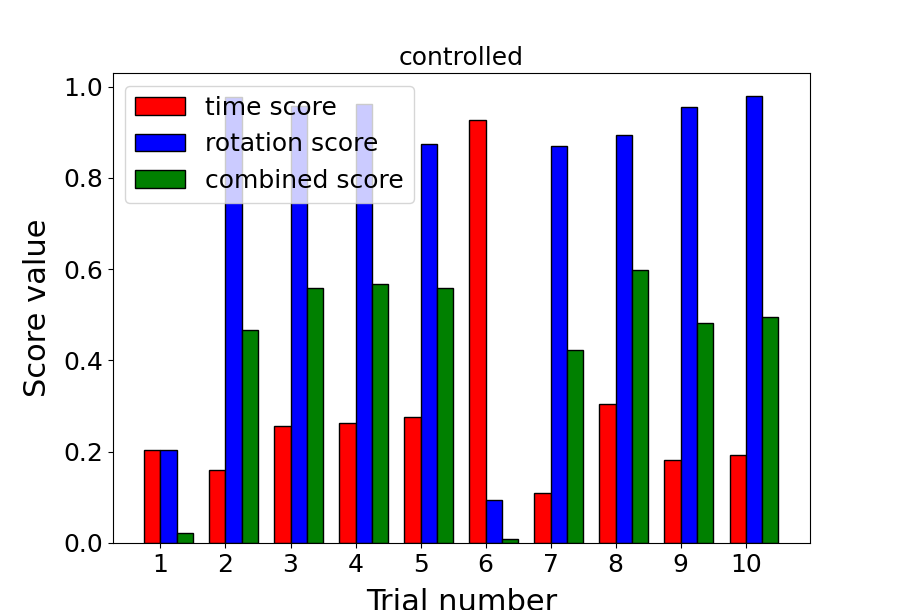 controlled
1.0
0.8
0.6
0.4
0.2
0.0
Score value
time score
rotation score
combined score
1 2 3 4 5 6 7 8 9 10
Trial number